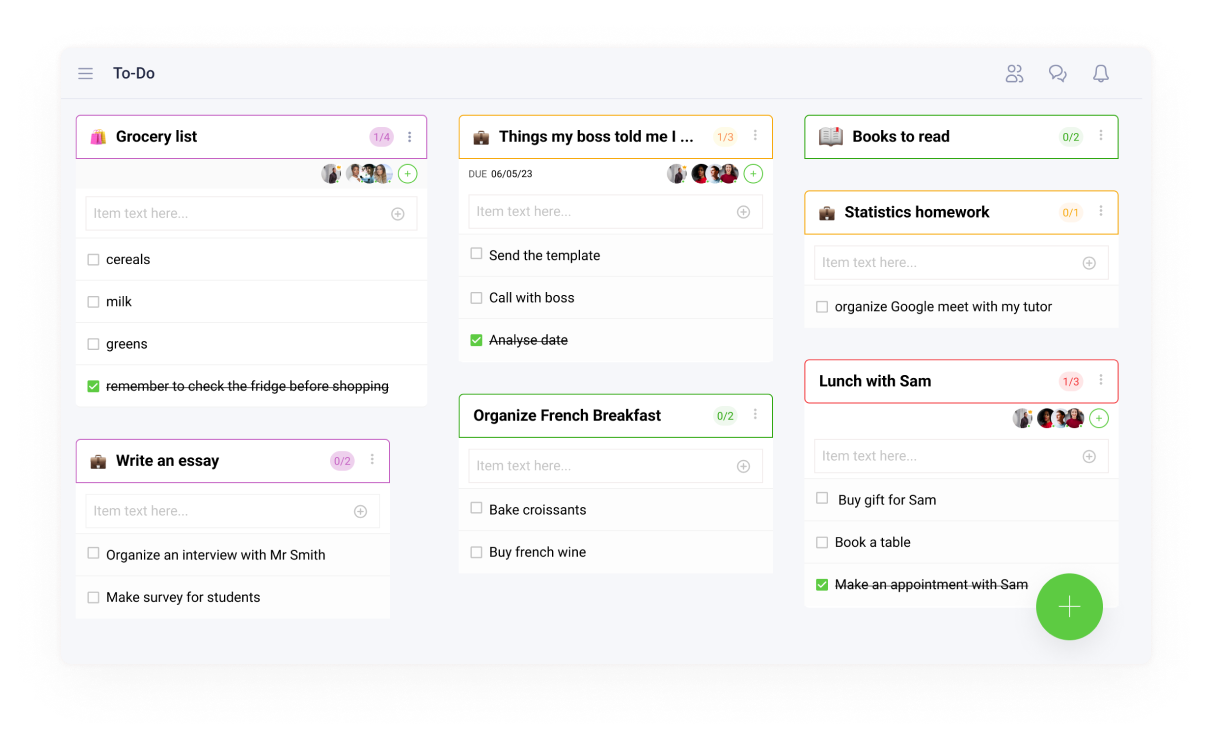 To-Do
Grocery list
1/4
Item text here...
cereals
milk
greens
remember to check the fridge before shopping
Write an essay
0/2
Item text here...
Organize an interview with Mr Smith
Make survey for students
Things my boss told me I ...
1/3
DUE 06/05/23
Item text here...
Send the template
Call with boss
Analyse date
Organize French Breakfast
0/2
Item text here...
Bake croissants
Buy french wine
Books to read
0/2
Statistics homework
0/1
Item text here...
organize Google meet with my tutor
Lunch with Sam
1/3
Item text here...
Buy gift for Sam
Book a table
Make an appointment with Sam